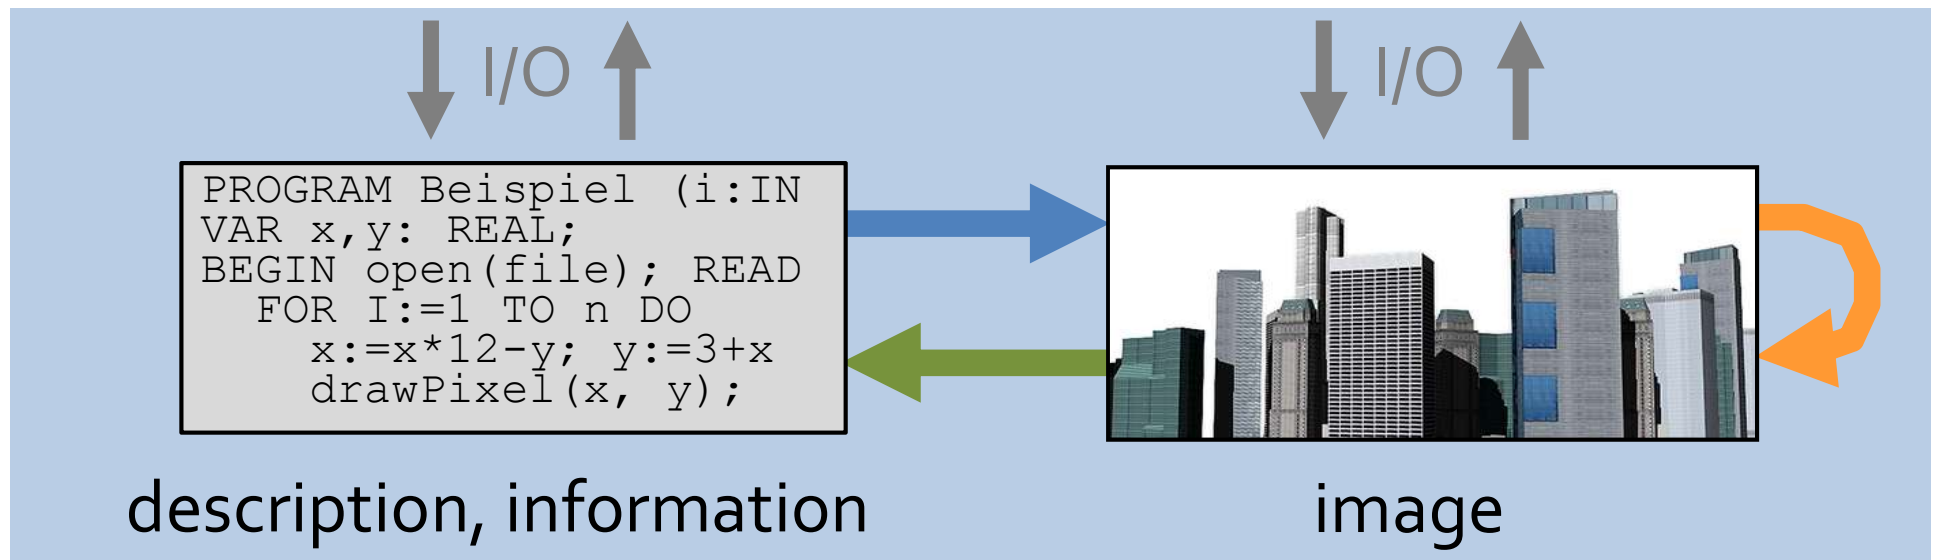 I/O
I/O
PROGRAM Beispiel (i:IN
VAR x,y: REAL;
BEGIN open(file); READ
FOR I:=1 TO n DO
x:=x*12-y; y:=3+x
drawPixel(x, y);
description, information
image